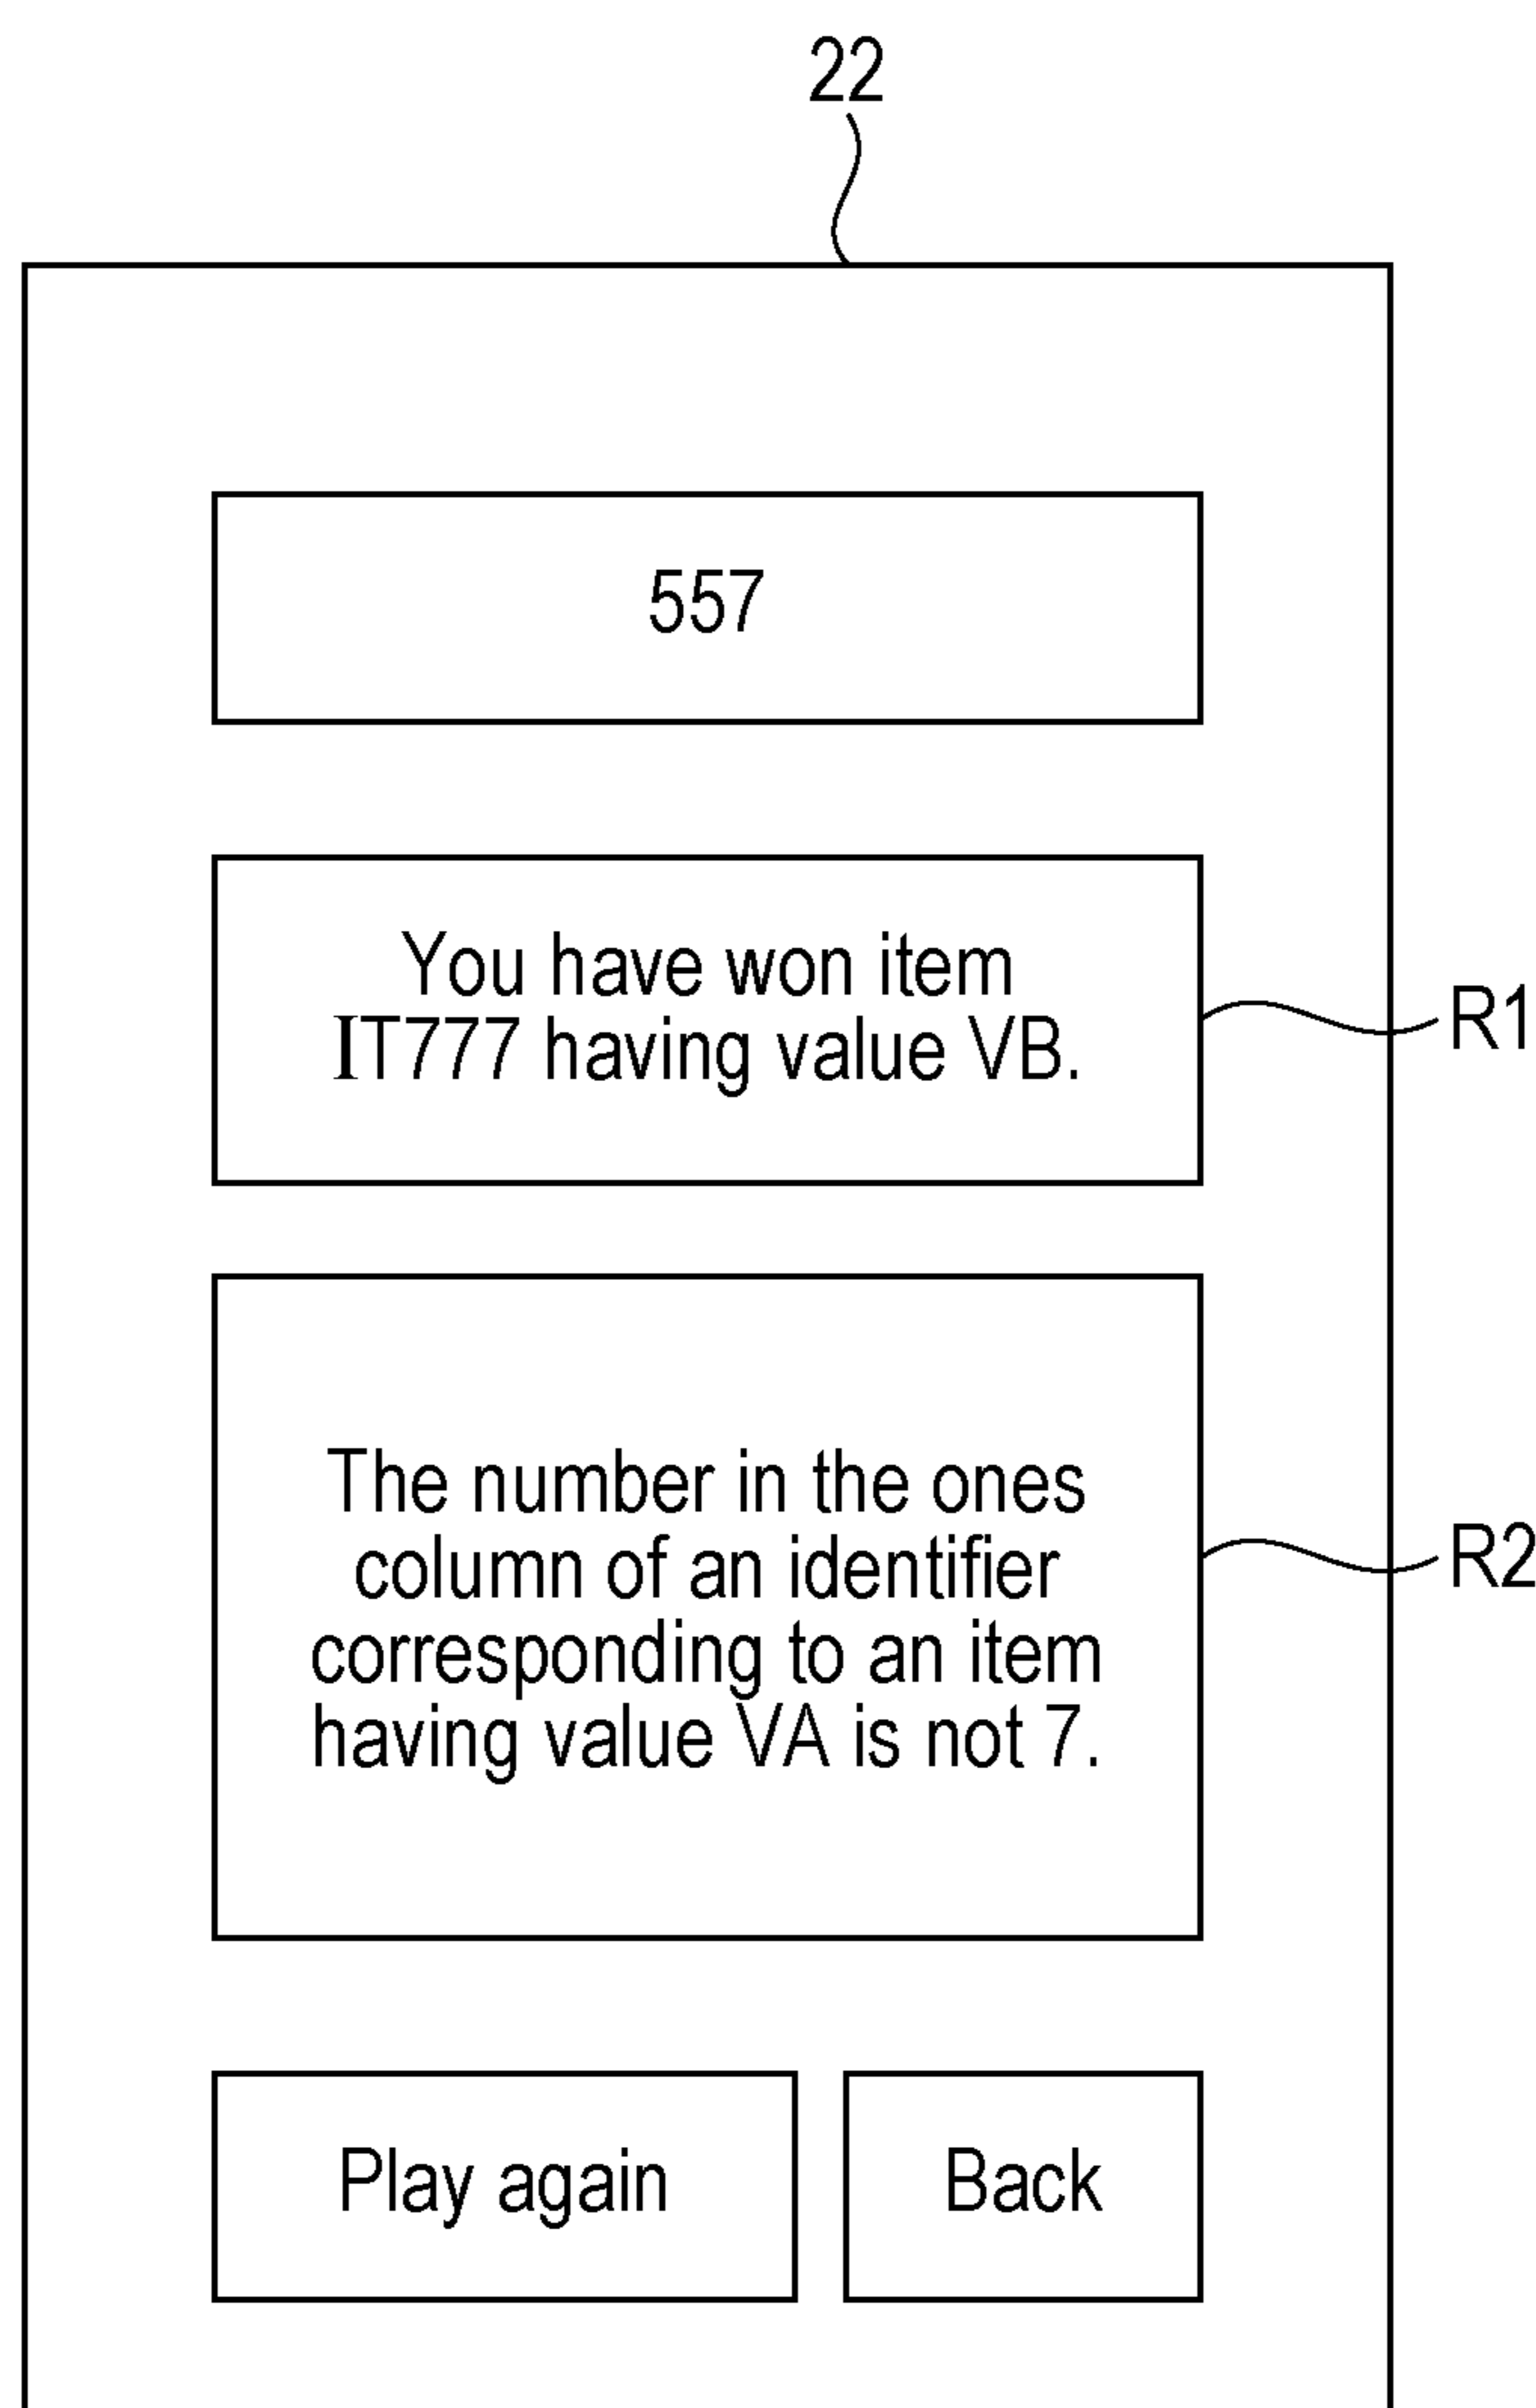 22
557
You have won item
IT777 having value VB.
R1
The number in the ones
column of an identifier
corresponding to an item
having value VA is not 7.
R2
Play again
Back